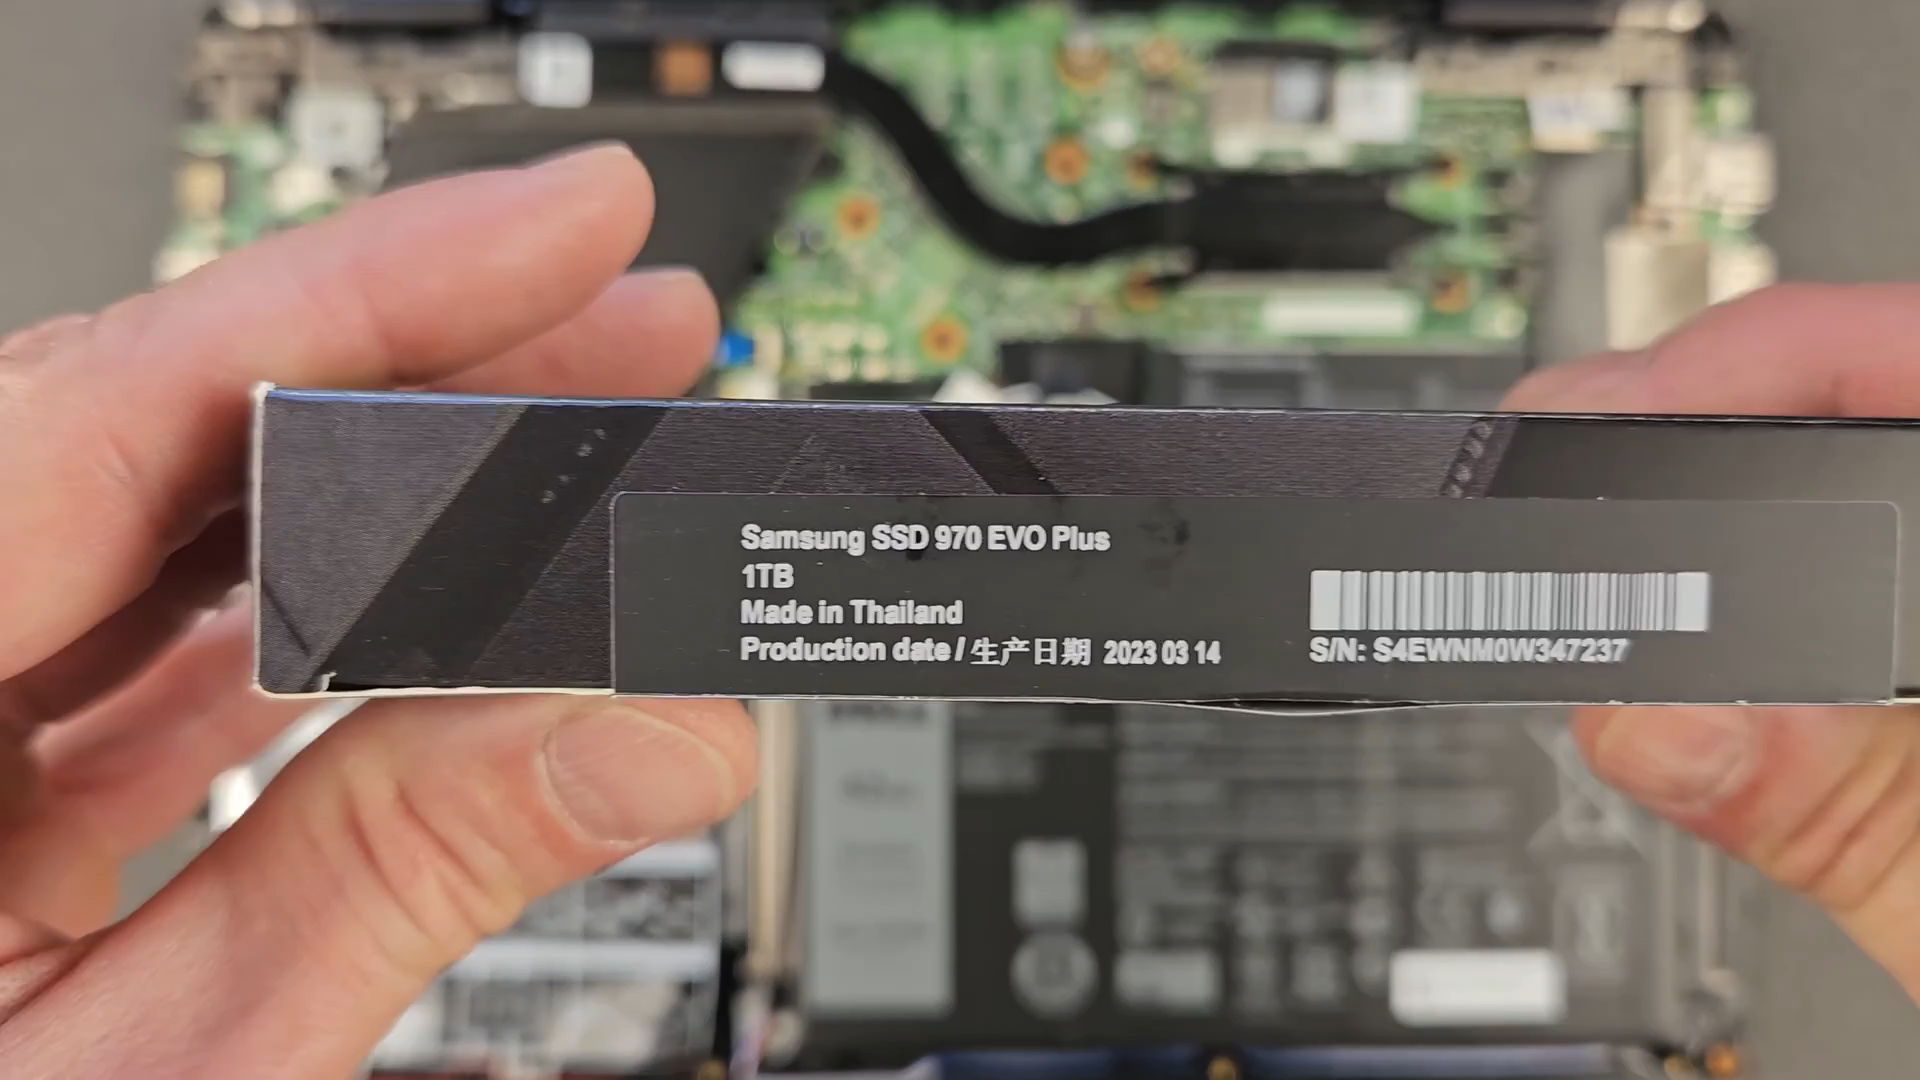 Samsung SSD 970 EVO Plus
1TB
Made in Thailand
Production date / 生产日期 2023 03 14
S/N: S4EWNM0W347237